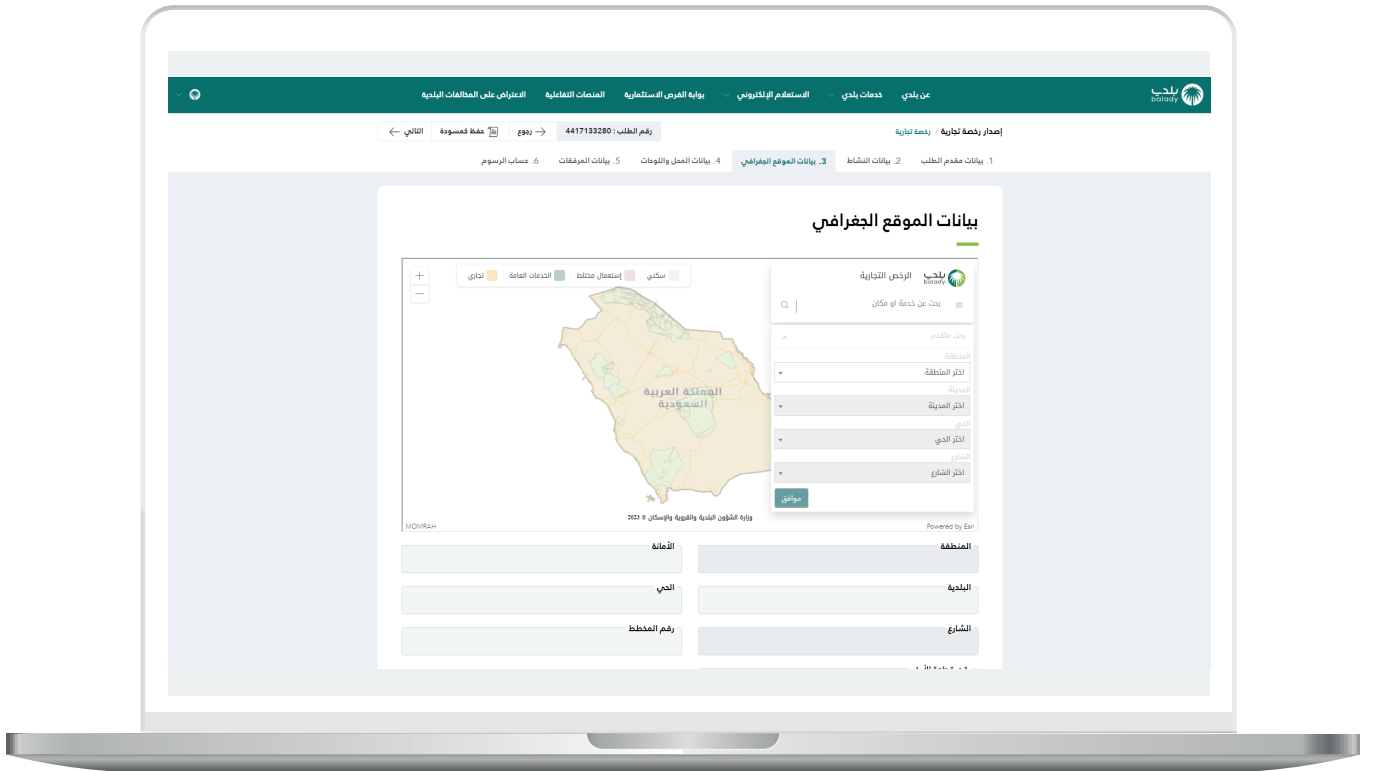 بلدي
balady
عن بلدي
خدمات بلدي
الاستعلام الإلكتروني
بوابة الفرص الاستثمارية
المنصات التفاعلية
الاعتراض على المخالفات البلدية
إصدار رخصة تجارية / رخصة تجارية
رقم الطلب : 4417133280
رجوع
حفظ كمسودة
التالي
1. بيانات مقدم الطلب
2. بيانات النشاط
3. بيانات الموقع الجغرافي
4. بيانات المحل واللوحات
5. بيانات المرفقات
6. حساب الرسوم
بيانات الموقع الجغرافي
بلدي
balady
الرخص التجارية
بحث عن خدمة او مكان
بحث متقدم
المنطقة
اختر المنطقة
المدينة
اختر المدينة
الحي
اختر الحي
الشارع
اختر الشارع
موافق
سكني
إستعمال مختلط
الخدمات العامة
تجاري
+
−
المملكة العربية
السعودية
وزارة الشؤون البلدية والقروية والإسكان © 2023
Powered by Esri
MOMRAH
المنطقة
الأمانة
البلدية
الحي
الشارع
رقم المخطط